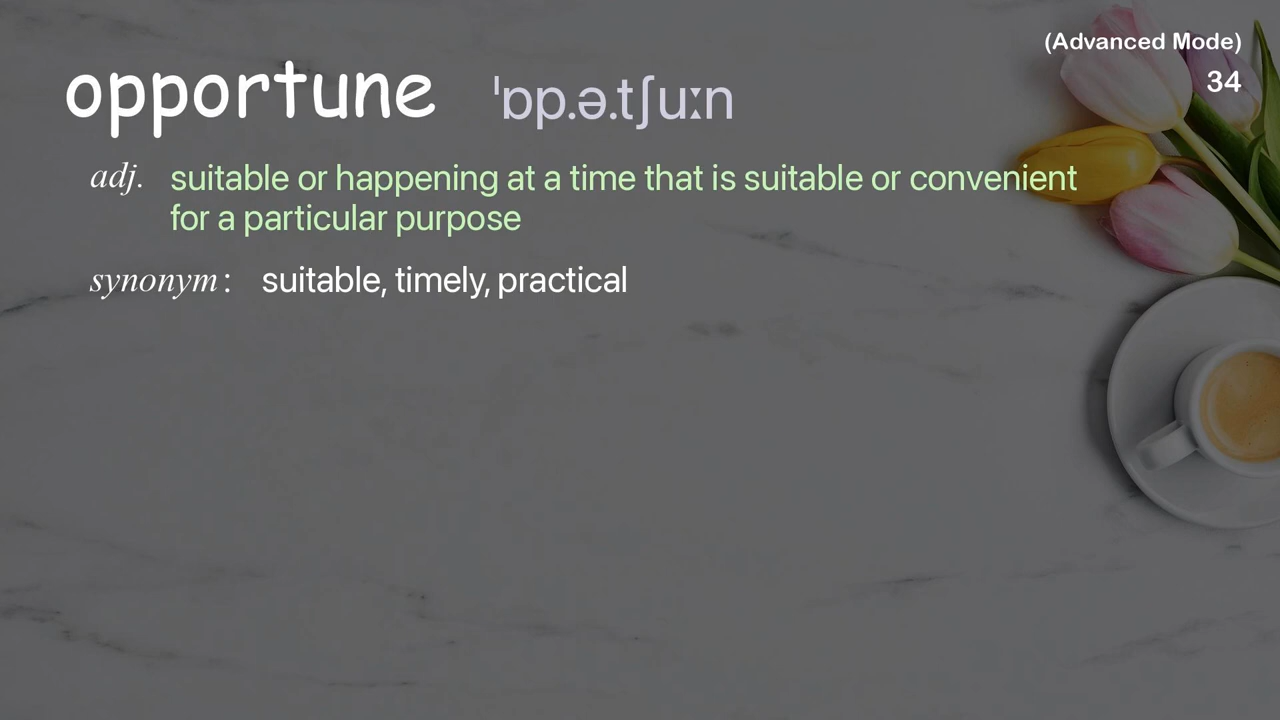 (Advanced Mode)
opportune ˈɒp.ə.tʃuːn
34
adj. suitable or happening at a time that is suitable or convenient
for a particular purpose
synonym: suitable, timely, practical